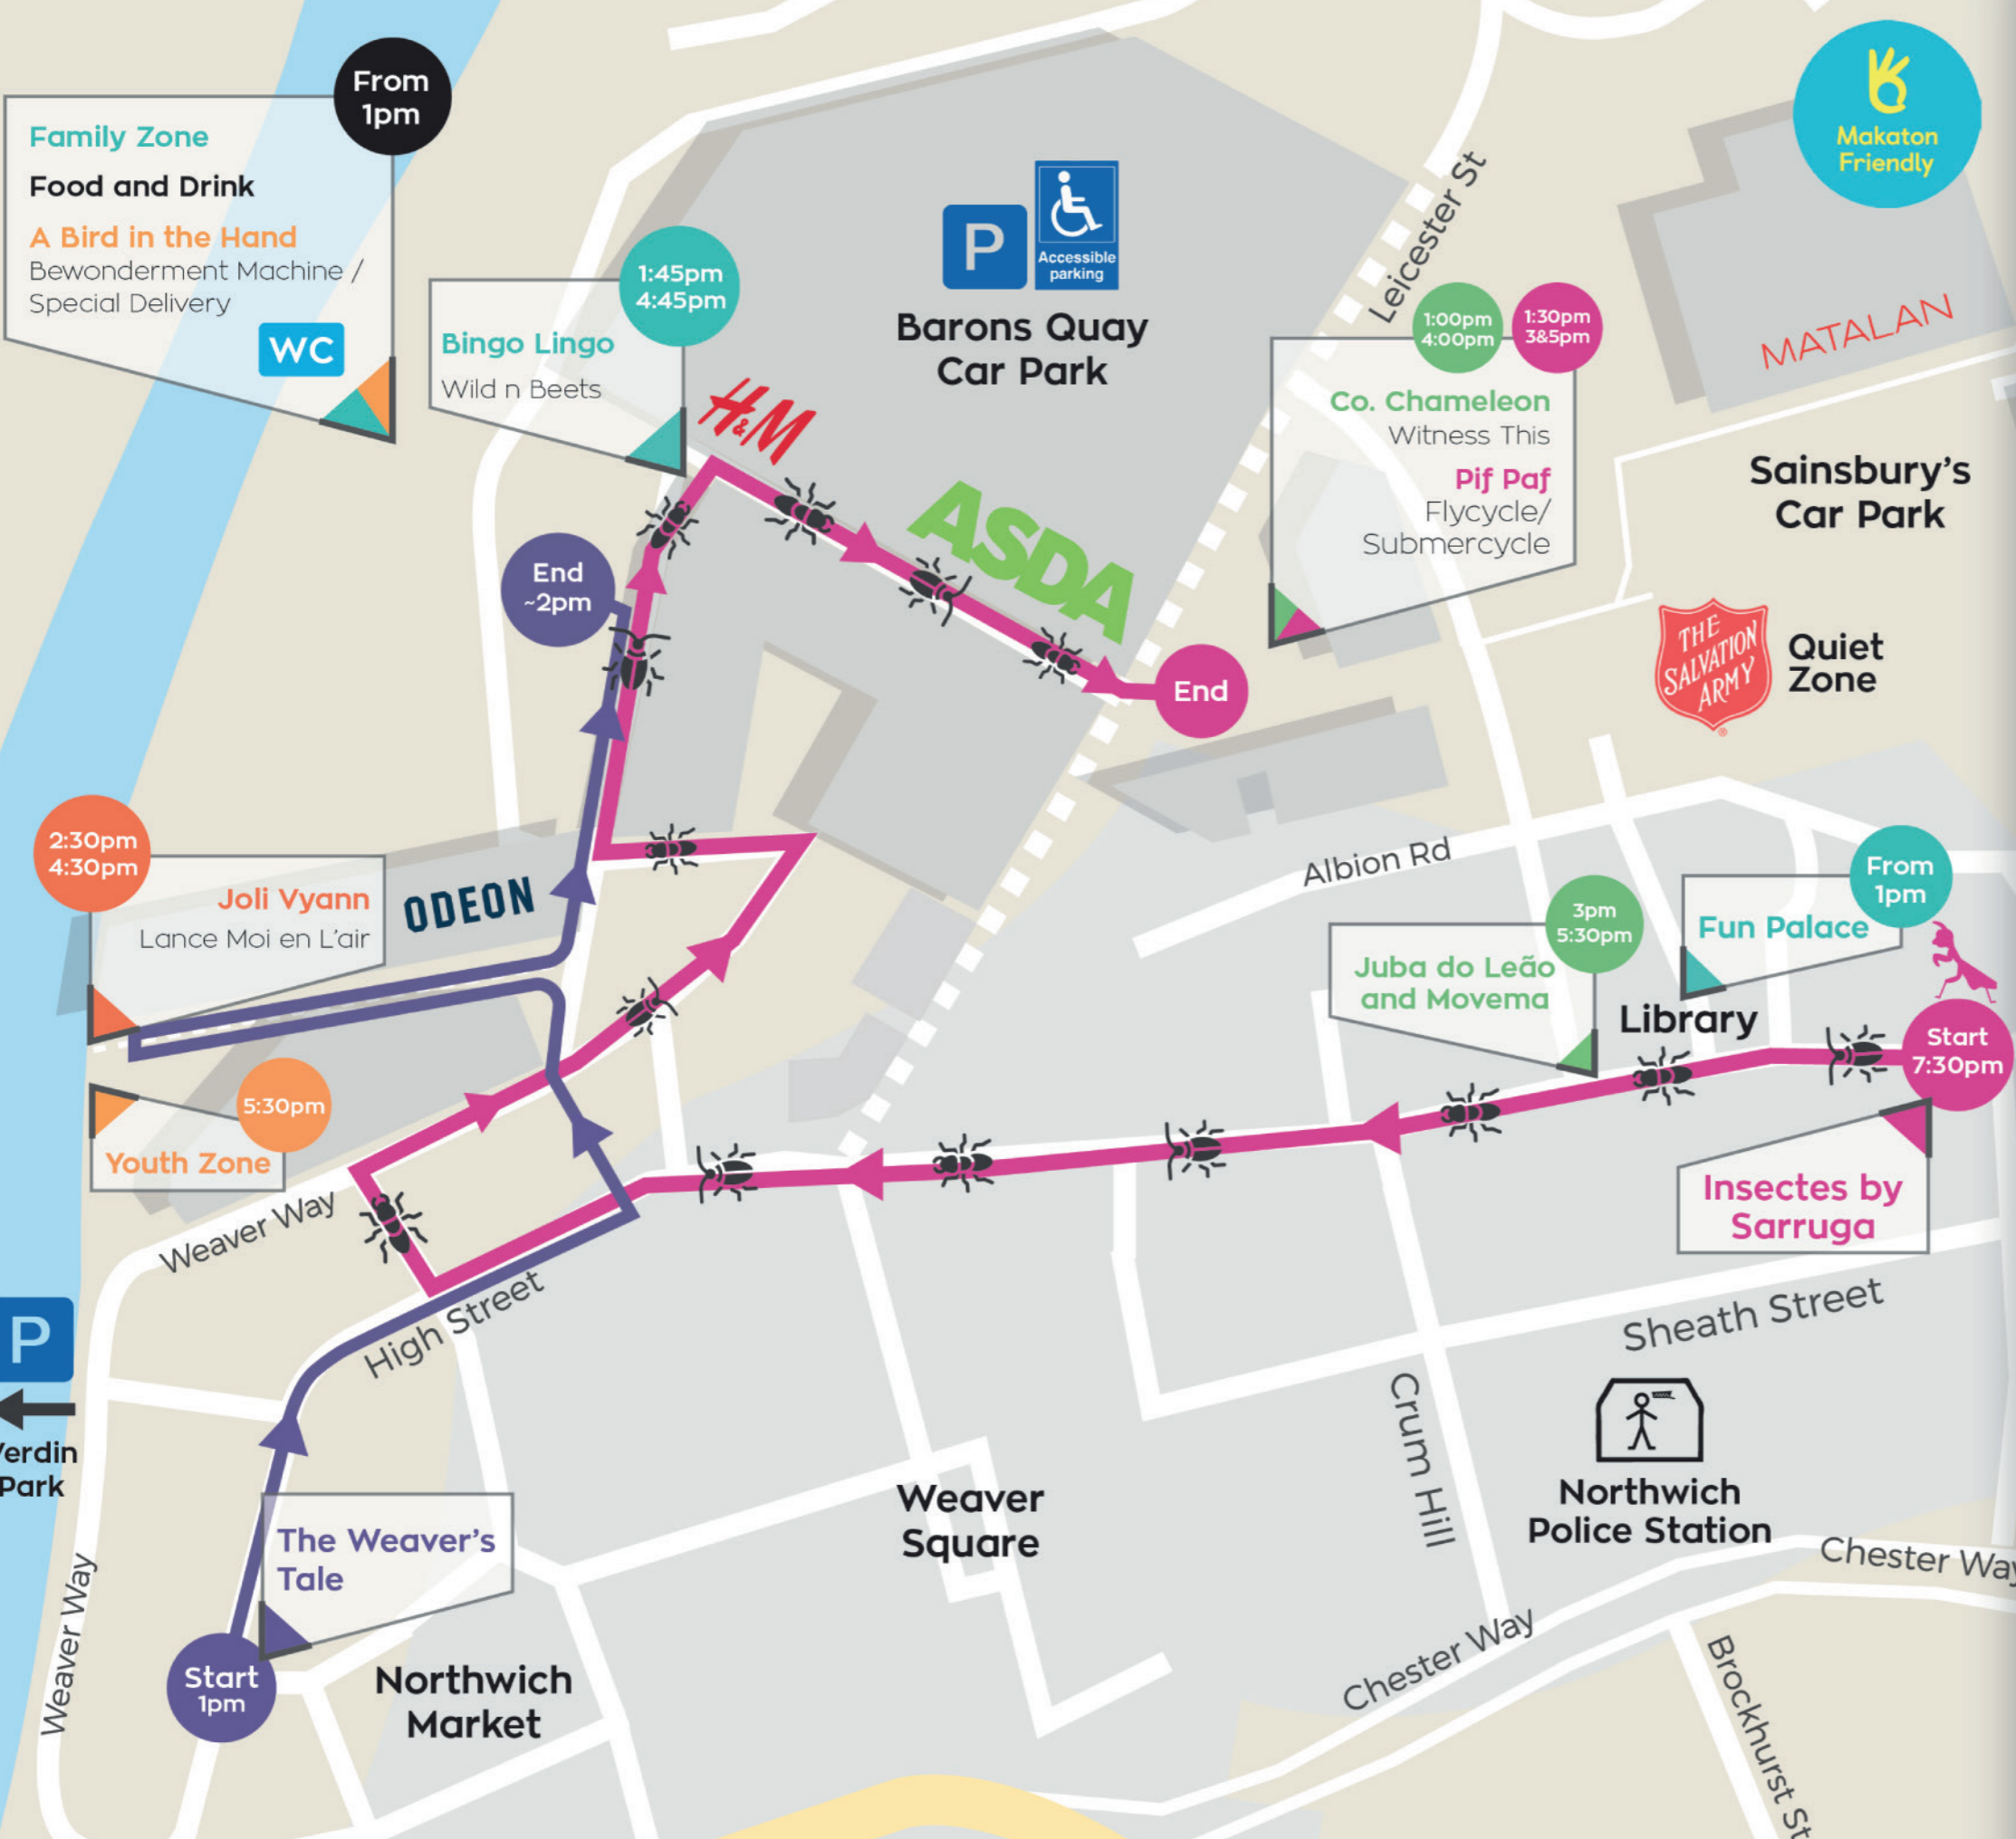 From
1pm
Family Zone
Food and Drink
A Bird in the Hand
Bewonderment Machine /
Special Delivery
WC
1:45pm
4:45pm
Bingo Lingo
Wild n Beets
H&M
P
Accessible
parking
Barons Quay
Car Park
Leicester St
Makaton
Friendly
MATALAN
1:00pm
4:00pm
1:30pm
3&5pm
Co. Chameleon
Witness This
Pif Paf
Flycycle/
Submercycle
Sainsbury's
Car Park
ASDA
End
~2pm
End
THE
SALVATION
ARMY
®
Quiet
Zone
2:30pm
4:30pm
Joli Vyann
Lance Moi en L'air
ODEON
Albion Rd
From
1pm
Fun Palace
3pm
5:30pm
Juba do Leão
and Movema
Library
Start
7:30pm
5:30pm
Youth Zone
Insectes by
Sarruga
Weaver Way
High Street
Sheath Street
P
Verdin
Park
Crum Hill
Northwich
Police Station
Weaver
Square
Chester Way
The Weaver's
Tale
Weaver Way
Start
1pm
Northwich
Market
Chester Way
Brockhurst St